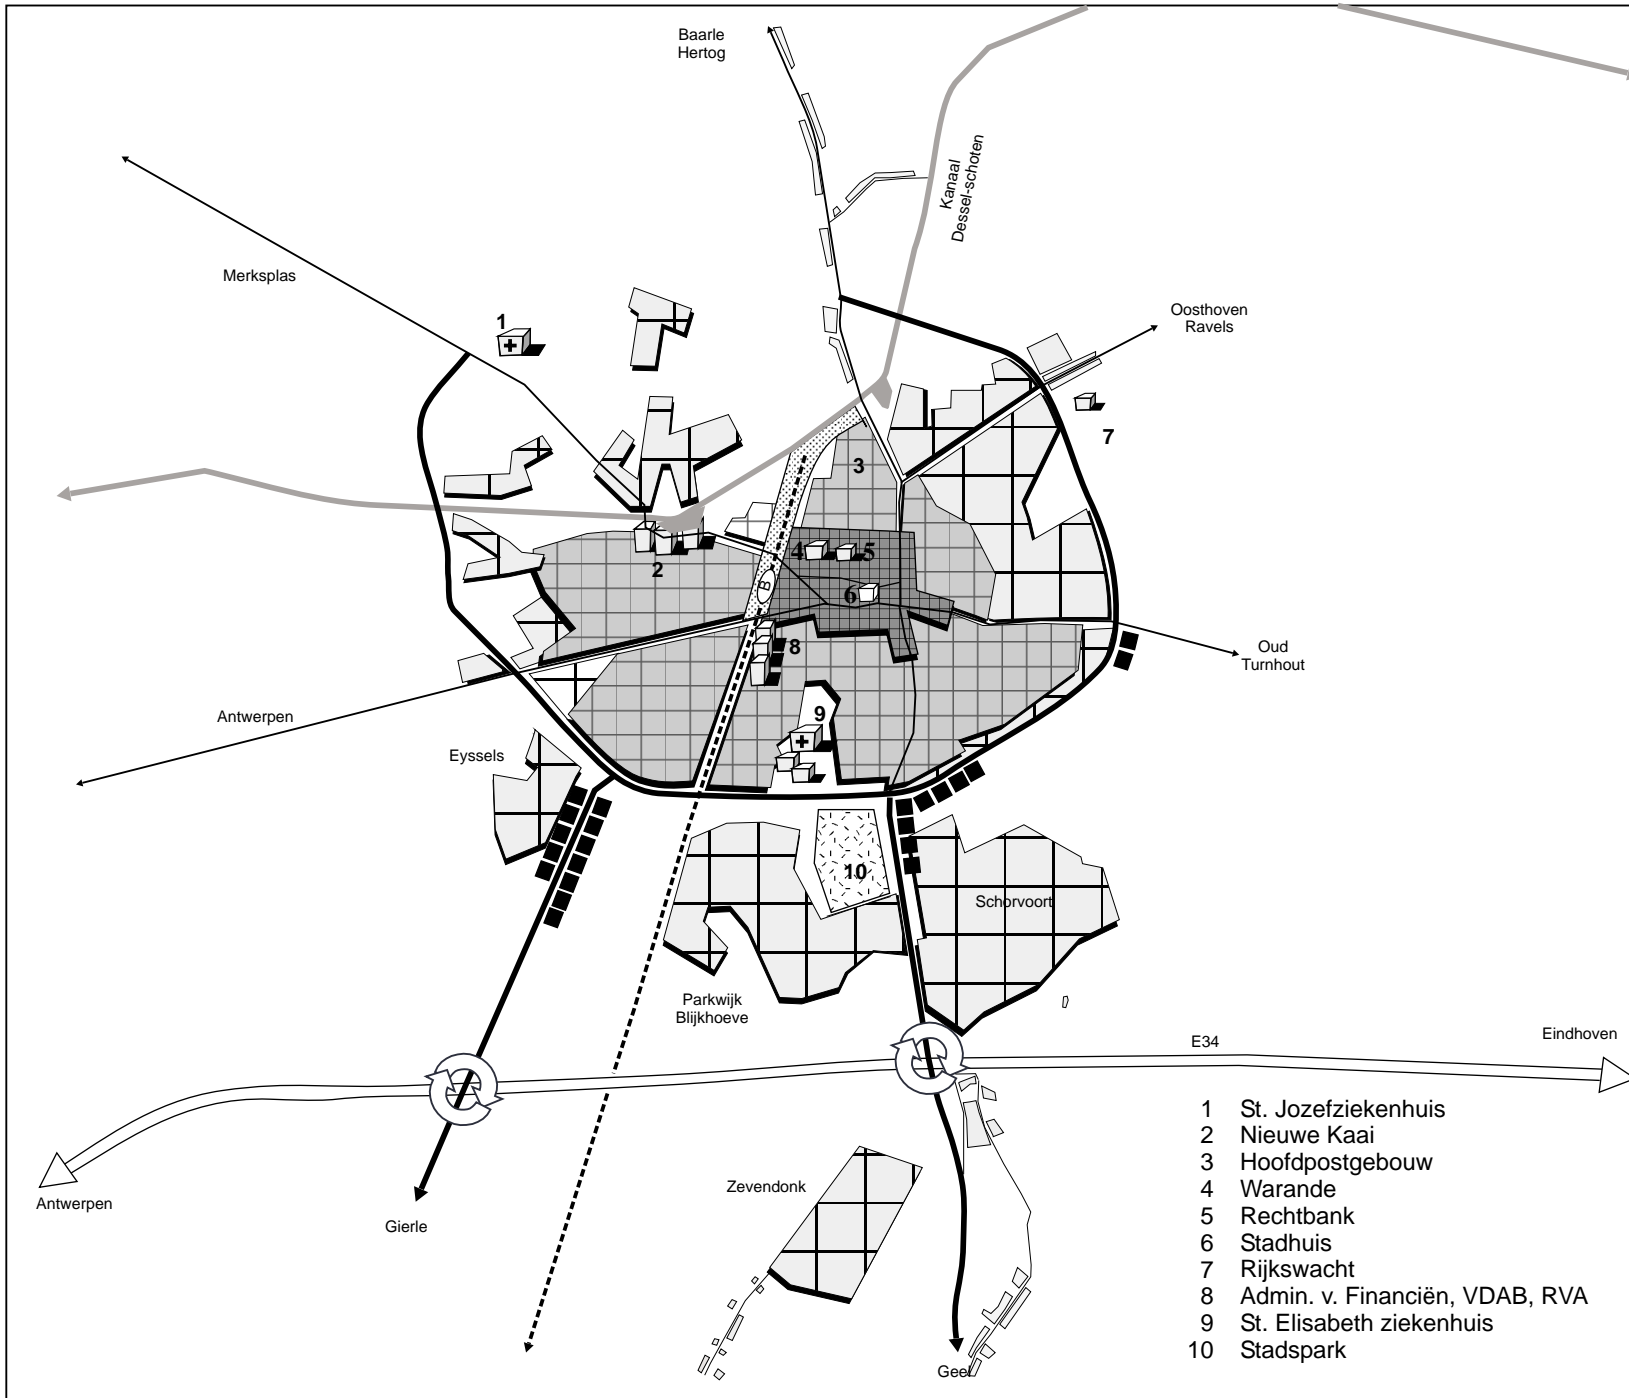 Baarle
Hertog
Kanaal
Dessel-schoten
Merksplas
Oosthoven
Ravels
1
7
3
4
5
2
B
6
8
Oud
Turnhout
Antwerpen
9
Eyssels
10
Schorvoort
Parkwijk
Blijkhoeve
E34
Eindhoven
Zevendonk
Antwerpen
Gierle
Geel
1 St. Jozefziekenhuis
2 Nieuwe Kaai
3 Hoofdpostgebouw
4 Warande
5 Rechtbank
6 Stadhuis
7 Rijkswacht
8 Admin. v. Financiën, VDAB, RVA
9 St. Elisabeth ziekenhuis
10 Stadspark